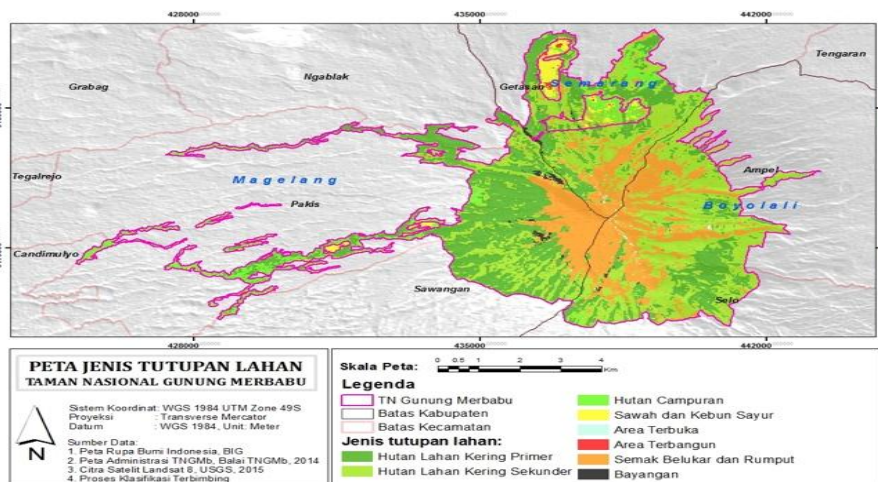 428000 435000 442000
Tengaran
Grabag
Ngablak
Getasan
Semarang
Tegalrejo
Magelang
Ampel
Pakis
Boyolali
Candimulyo
Sawangan
Selo
428000 435000 442000
PETA JENIS TUTUPAN LAHAN
TAMAN NASIONAL GUNUNG MERBABU
Sistem Koordinat: WGS 1984 UTM Zone 49S
Proyeksi : Transverse Mercator
Datum : WGS 1984, Unit: Meter
N
Sumber Data:
1. Peta Rupa Bumi Indonesia, BIG
2. Peta Administrasi TNGMb, Balai TNGMb, 2014
3. Citra Satelit Landsat 8, USGS, 2015
4. Proses Klasifikasi Terbimbing
Skala Peta: 0 0.5 1 2 3 4 Km
Legenda
TN Gunung Merbabu
Batas Kabupaten
Batas Kecamatan
Jenis tutupan lahan:
Hutan Lahan Kering Primer
Hutan Lahan Kering Sekunder
Hutan Campuran
Sawah dan Kebun Sayur
Area Terbuka
Area Terbangun
Semak Belukar dan Rumput
Bayangan